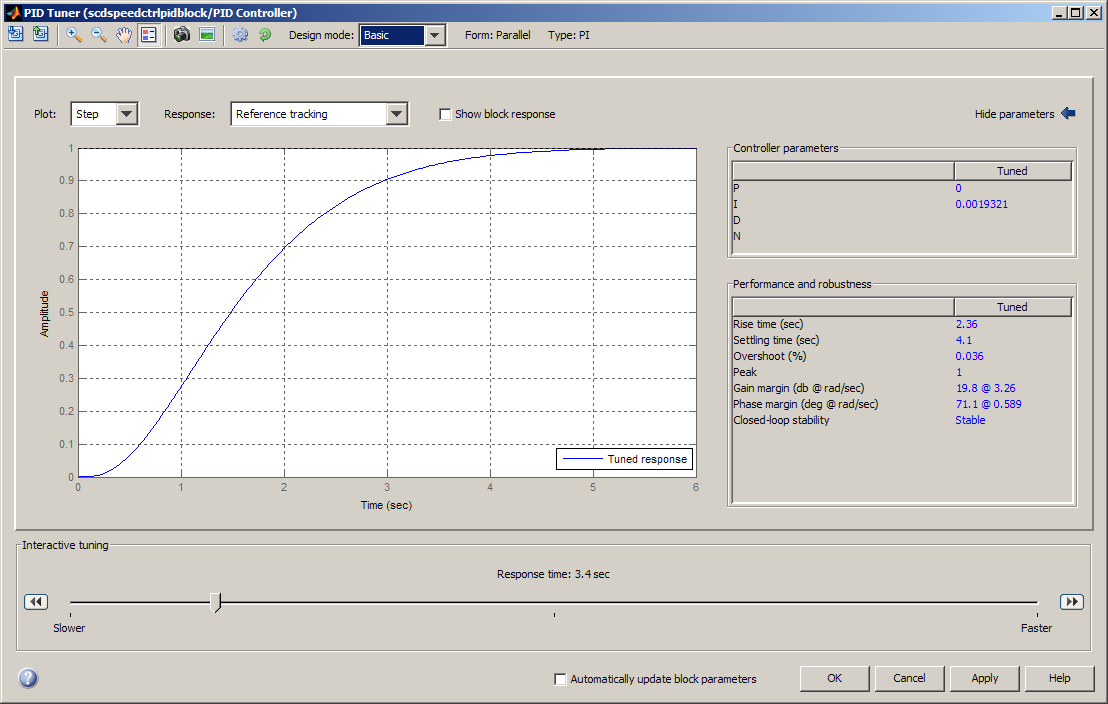 PID Tuner (scdspeedctrlpidblock/PID Controller)
Design mode: Basic Form: Parallel Type: PI
Plot: Step Response: Reference tracking Show block response Hide parameters
Amplitude
1
0.9
0.8
0.7
0.6
0.5
0.4
0.3
0.2
0.1
0
0 1 2 3 4 5 6
Time (sec)
Tuned response
Controller parameters
Tuned
P 0
I 0.0019321
D
N
Performance and robustness
Tuned
Rise time (sec) 2.36
Settling time (sec) 4.1
Overshoot (%) 0.036
Peak 1
Gain margin (db @ rad/sec) 19.8 @ 3.26
Phase margin (deg @ rad/sec) 71.1 @ 0.589
Closed-loop stability Stable
Interactive tuning
Response time: 3.4 sec
Slower Faster
? Automatically update block parameters OK Cancel Apply Help